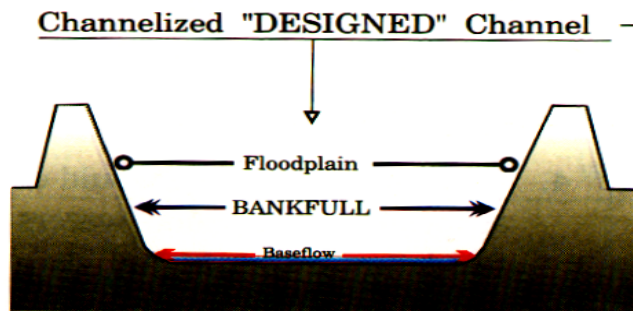 Channelized "DESIGNED" Channel
Floodplain
BANKFULL
Baseflow